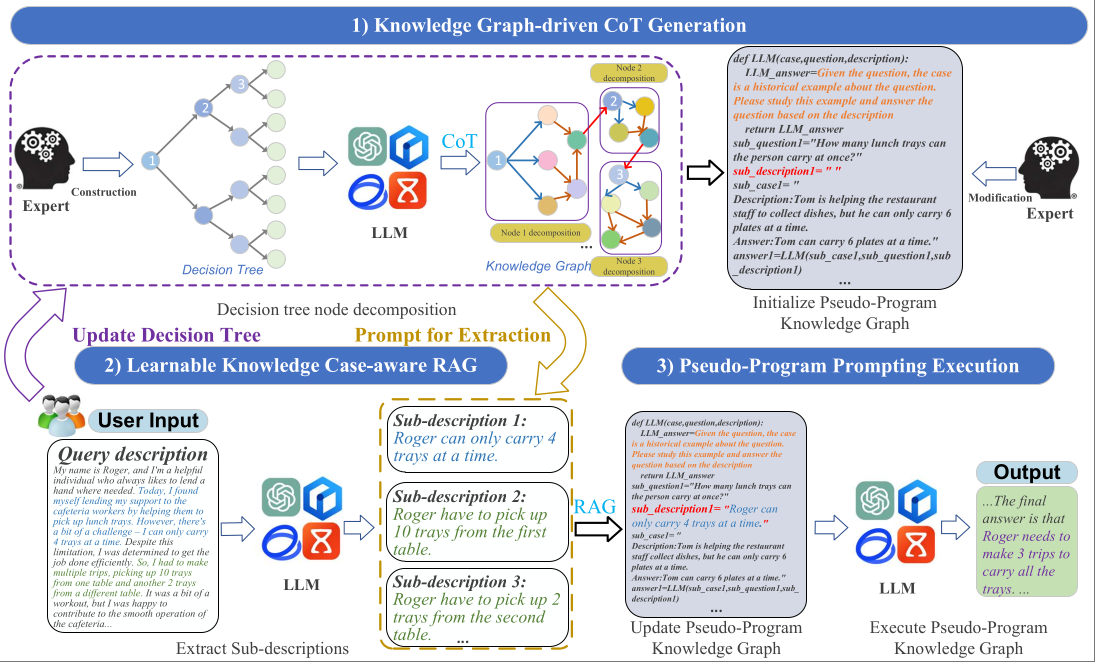 1) Knowledge Graph-driven CoT Generation
Expert
Construction
1
2
3
Decision Tree
LLM
CoT
1
Node 1 decomposition
Node 2
decomposition
2
3
Node 3
decomposition
...
Knowledge Graph
Decision tree node decomposition
def LLM(case,question,description):
LLM_answer=Given the question, the case
is a historical example about the question.
Please study this example and answer the
question based on the description
return LLM_answer
sub_question1="How many lunch trays can
the person carry at once?"
sub_description1= " "
sub_case1= "
Description:Tom is helping the restaurant
staff to collect dishes, but he can only carry 6
plates at a time.
Answer:Tom can carry 6 plates at a time."
answer1=LLM(sub_case1,sub_question1,sub
_description1)
...
Initialize Pseudo-Program
Knowledge Graph
Modification
Expert
Update Decision Tree
Prompt for Extraction
2) Learnable Knowledge Case-aware RAG
User Input
Query description
My name is Roger, and I'm a helpful
individual who always likes to lend a
hand where needed. Today, I found
myself lending my support to the
cafeteria workers by helping them to
pick up lunch trays. However, there's
a bit of a challenge – I can only carry
4 trays at a time. Despite this
limitation, I was determined to get the
job done efficiently. So, I had to make
multiple trips, picking up 10 trays
from one table and another 2 trays
from a different table. It was a bit of a
workout, but I was happy to
contribute to the smooth operation of
the cafeteria...
LLM
Extract Sub-descriptions
Sub-description 1:
Roger can only carry 4
trays at a time.
Sub-description 2:
Roger have to pick up
10 trays from the first
table.
Sub-description 3:
Roger have to pick up 2
trays from the second
table.
...
RAG
3) Pseudo-Program Prompting Execution
def LLM(case,question,description):
LLM_answer=Given the question, the case
is a historical example about the question.
Please study this example and answer the
question based on the description
return LLM_answer
sub_question1="How many lunch trays can
the person carry at once?"
sub_description1= "Roger can
only carry 4 trays at a time."
sub_case1= "
Description:Tom is helping the restaurant
staff collect dishes, but he can only carry 6
plates at a time.
Answer:Tom can carry 6 plates at a time."
answer1=LLM(sub_case1,sub_question1,sub_
description1)
...
Update Pseudo-Program
Knowledge Graph
LLM
Execute Pseudo-Program
Knowledge Graph
Output
...The final
answer is that
Roger needs to
make 3 trips to
carry all the
trays. ...